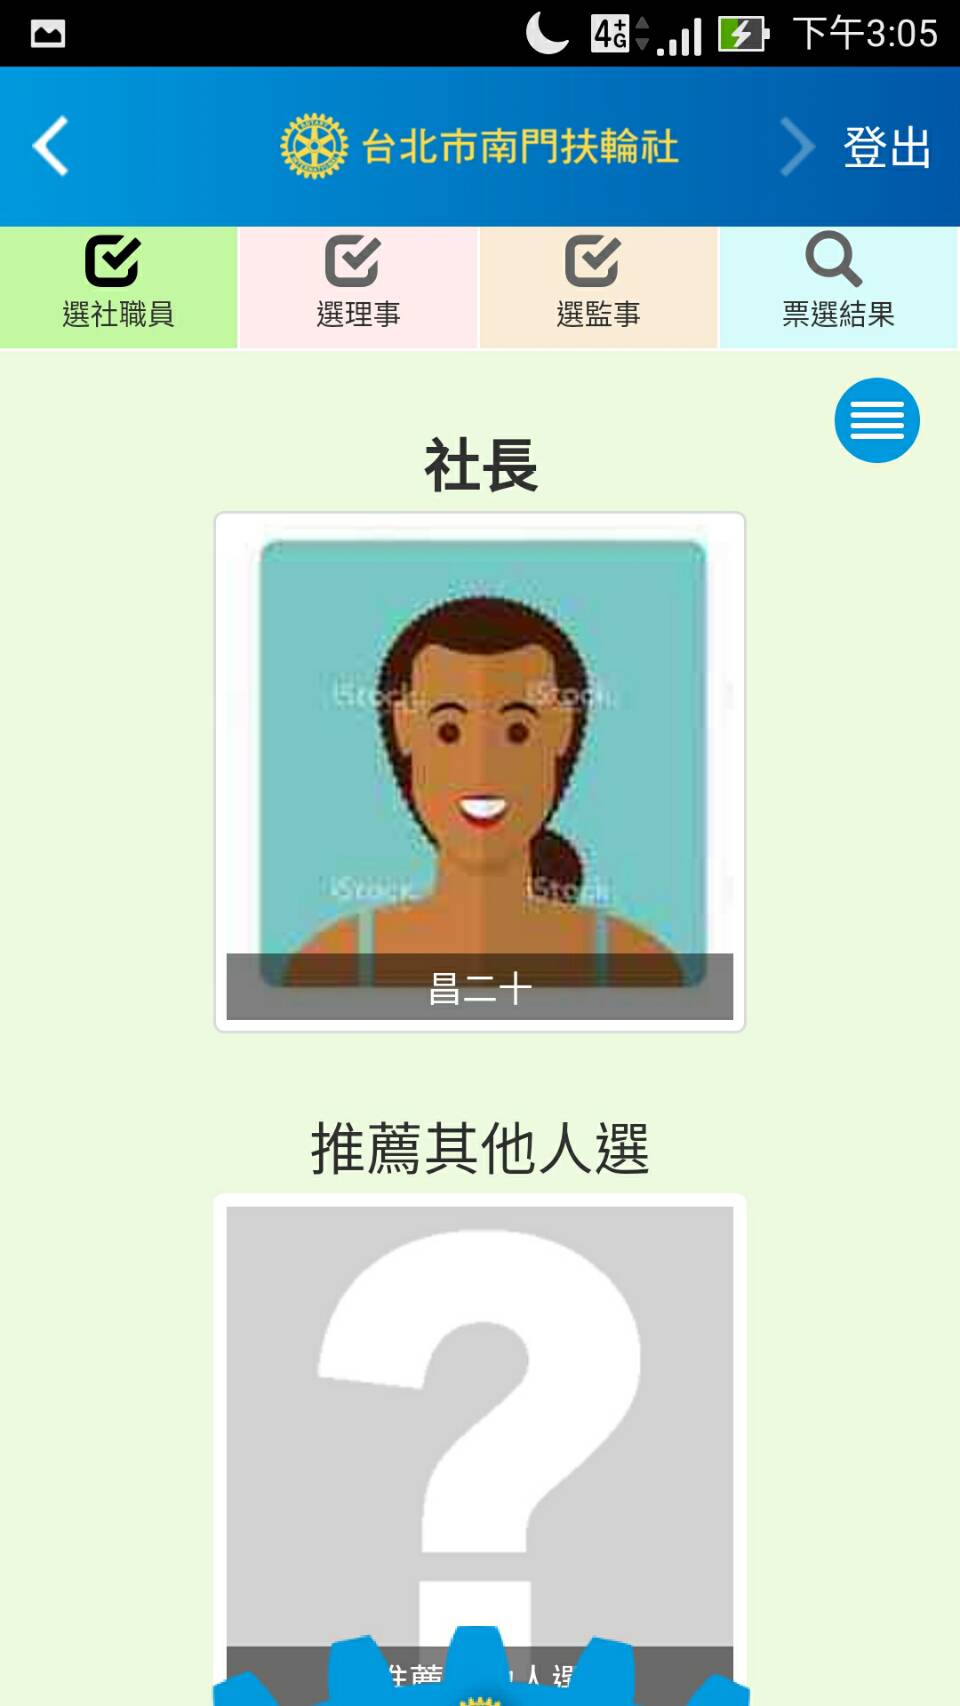 4+G 下午3:05
台北市南門扶輪社 登出
選社職員 選理事 選監事 票選結果
社長
iStock iStock
iStock iStock
昌二十
推薦其他人選
?